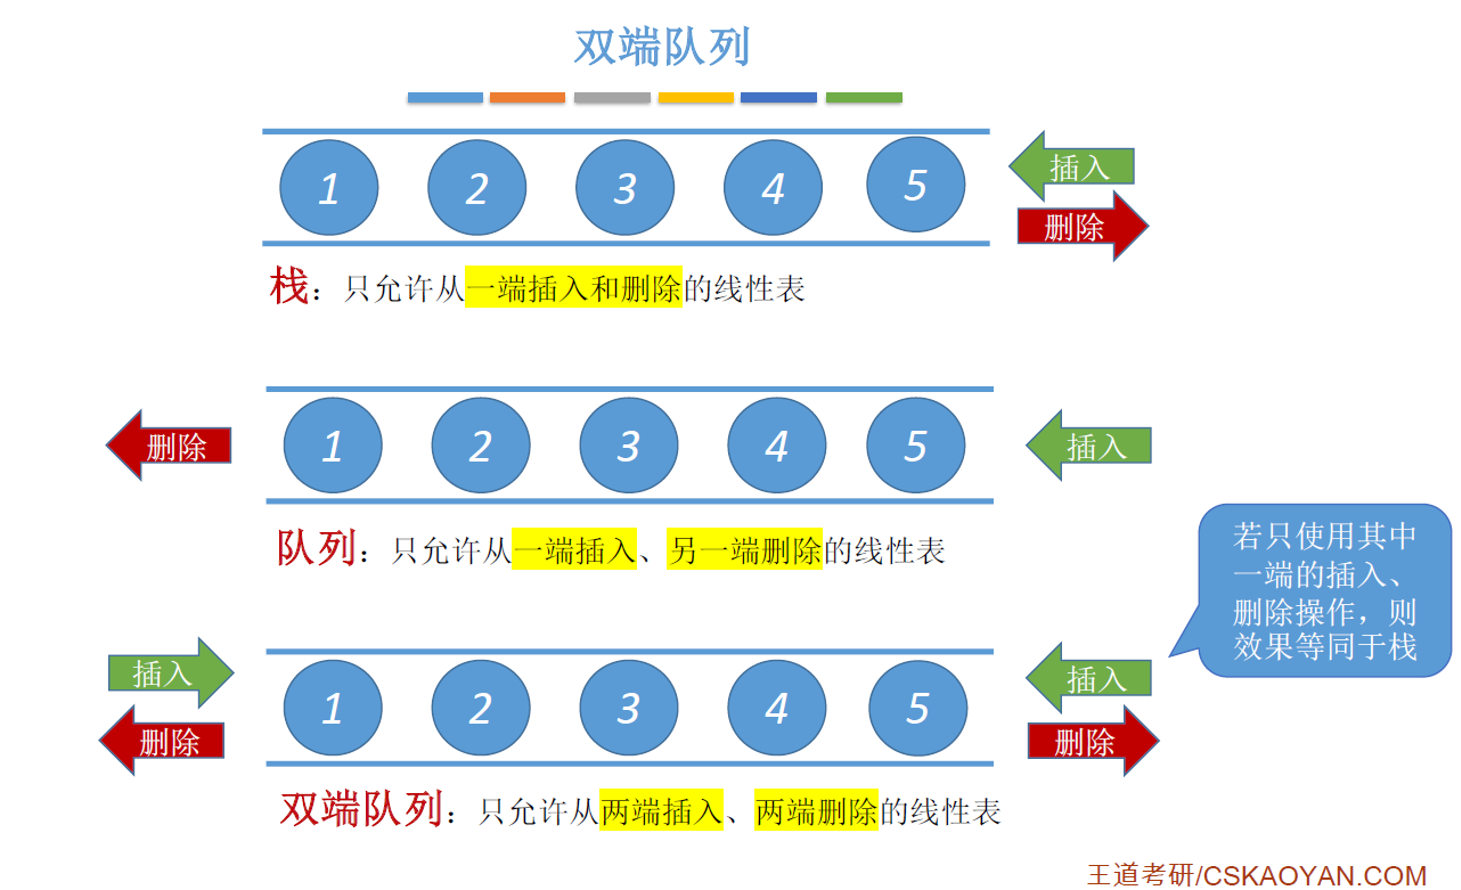 双端队列
1 2 3 4 5
插入
删除
栈：只允许从一端插入和删除的线性表
删除
1 2 3 4 5
插入
队列：只允许从一端插入、另一端删除的线性表
若只使用其中
一端的插入、
删除操作，则
效果等同于栈
插入
删除
1 2 3 4 5
插入
删除
双端队列：只允许从两端插入、两端删除的线性表
王道考研/CSKAOYAN.COM